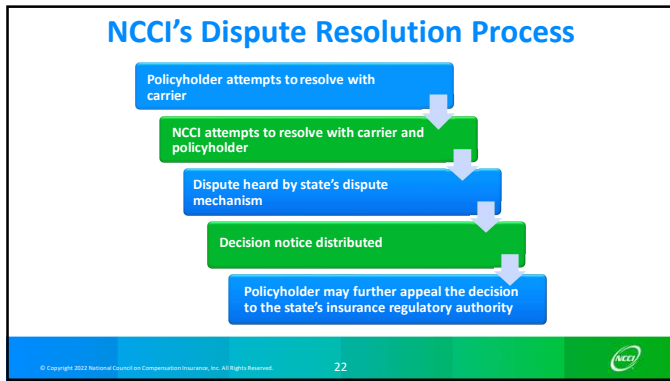 NCCI's Dispute Resolution Process
Policyholder attempts to resolve with
carrier
NCCI attempts to resolve with carrier and
policyholder
Dispute heard by state's dispute
mechanism
Decision notice distributed
Policyholder may further appeal the decision
to the state's insurance regulatory authority
© Copyright 2022 National Council on Compensation Insurance, Inc. All Rights Reserved.
22
NCCI